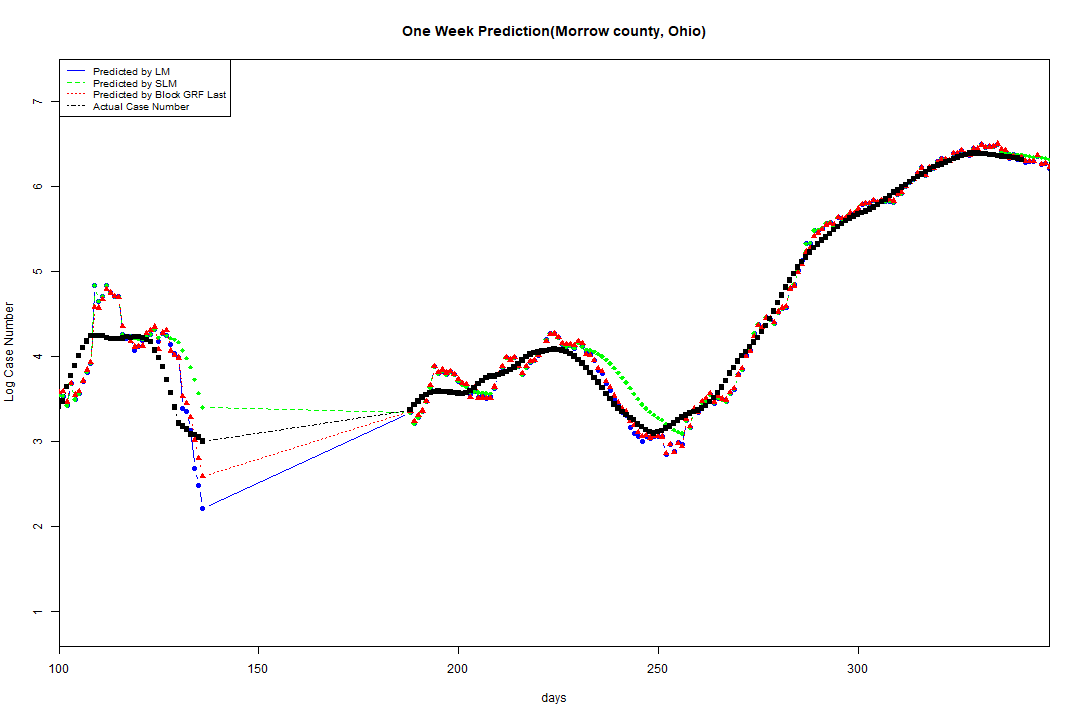 One Week Prediction(Morrow county, Ohio)
Predicted by LM
Predicted by SLM
Predicted by Block GRF Last
Actual Case Number
7
6
5
4
3
2
1
Log Case Number
100 150 200 250 300
days